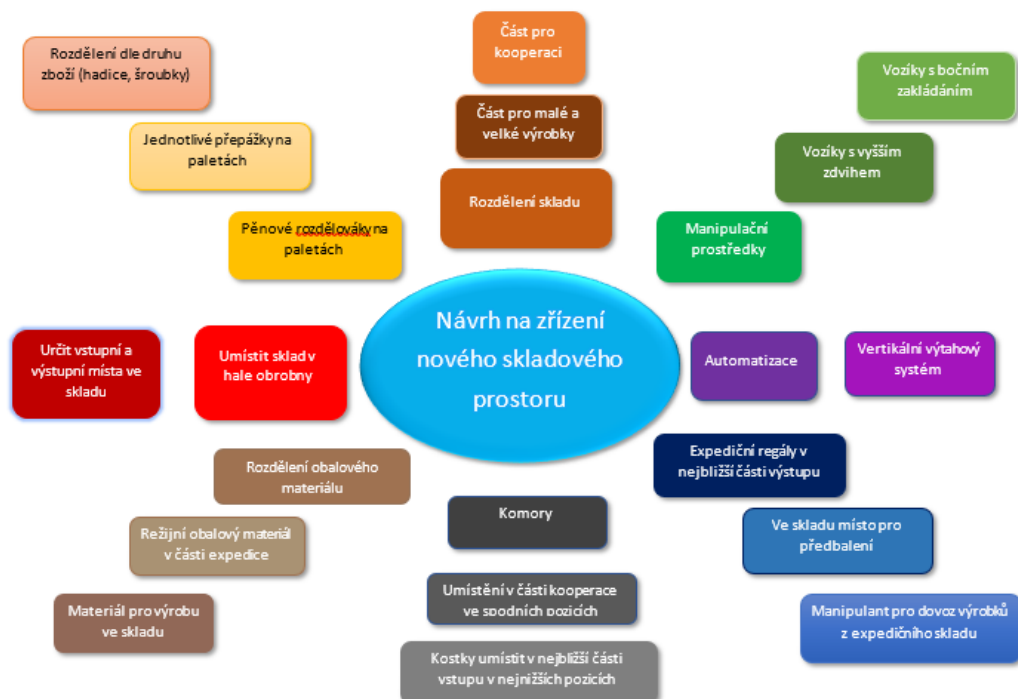 Část pro
kooperaci
Rozdělení dle druhu
zboží (hadice, šroubky)
Vozíky s bočním
zakládáním
Část pro malé a
velké výrobky
Jednotlivé přepážky na
paletách
Vozíky s vyšším
zdvihem
Rozdělení skladu
Pěnové rozdělováky na
paletách
Manipulační
prostředky
Návrh na zřízení
nového skladového
prostoru
Určit vstupní a
výstupní místa ve
skladu
Umístit sklad v
hale obrobny
Automatizace
Vertikální výtahový
systém
Rozdělení obalového
materiálu
Expediční regály v
nejbližší části výstupu
Komory
Režijní obalový materiál
v části expedice
Ve skladu místo pro
předbalení
Umístění v části kooperace
ve spodních pozicích
Materiál pro výrobu
ve skladu
Manipulant pro dovoz výrobků
z expedičního skladu
Kostky umístit v nejbližší části
vstupu v nejnižších pozicích